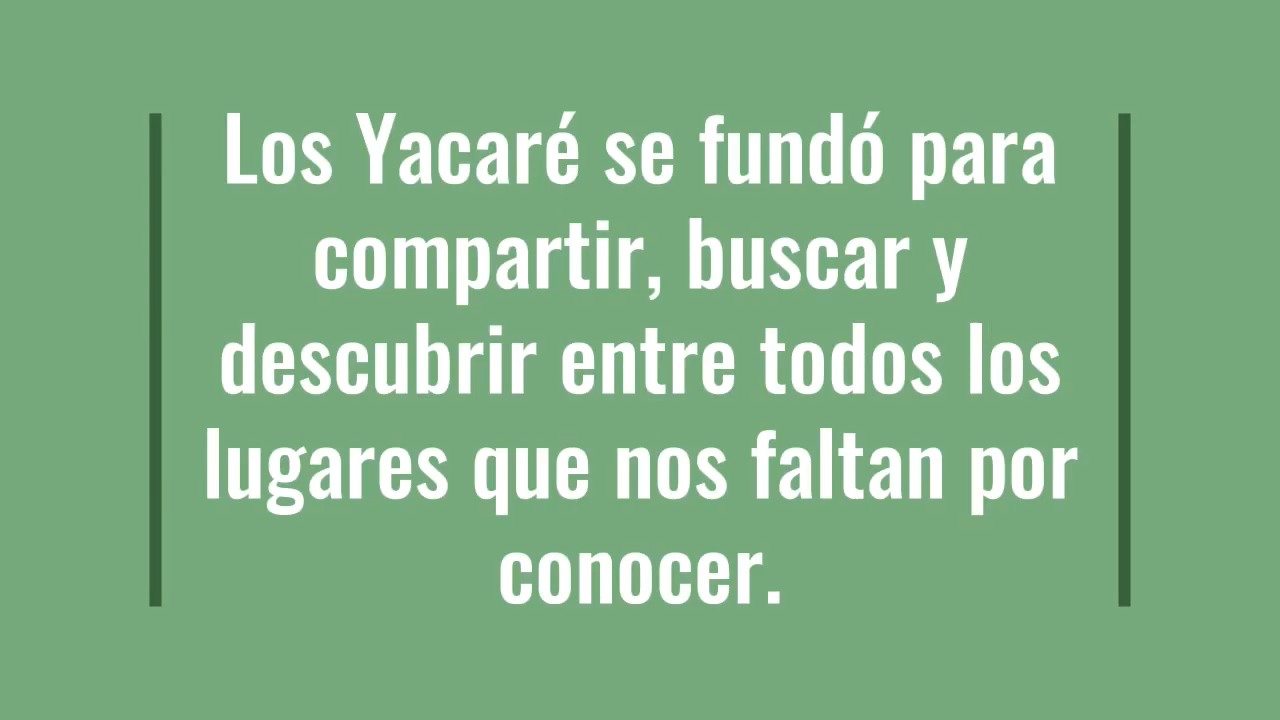 Los Yacaré se fundó para
compartir, buscar y
descubrir entre todos los
lugares que nos faltan por
conocer.